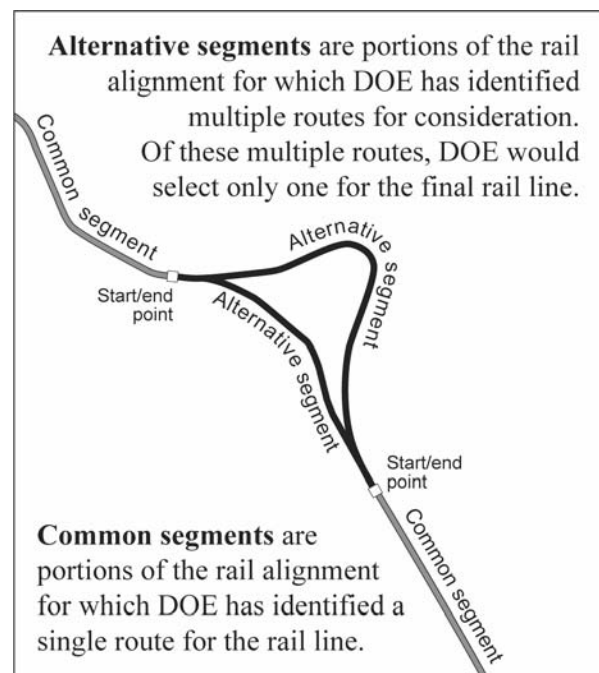 Alternative segments are portions of the rail
alignment for which DOE has identified
multiple routes for consideration.
Of these multiple routes, DOE would
select only one for the final rail line.
Common segment
Start/end
point
Alternative segment
Alternative segment
Start/end
point
Common segment
Common segments are
portions of the rail alignment
for which DOE has identified a
single route for the rail line.